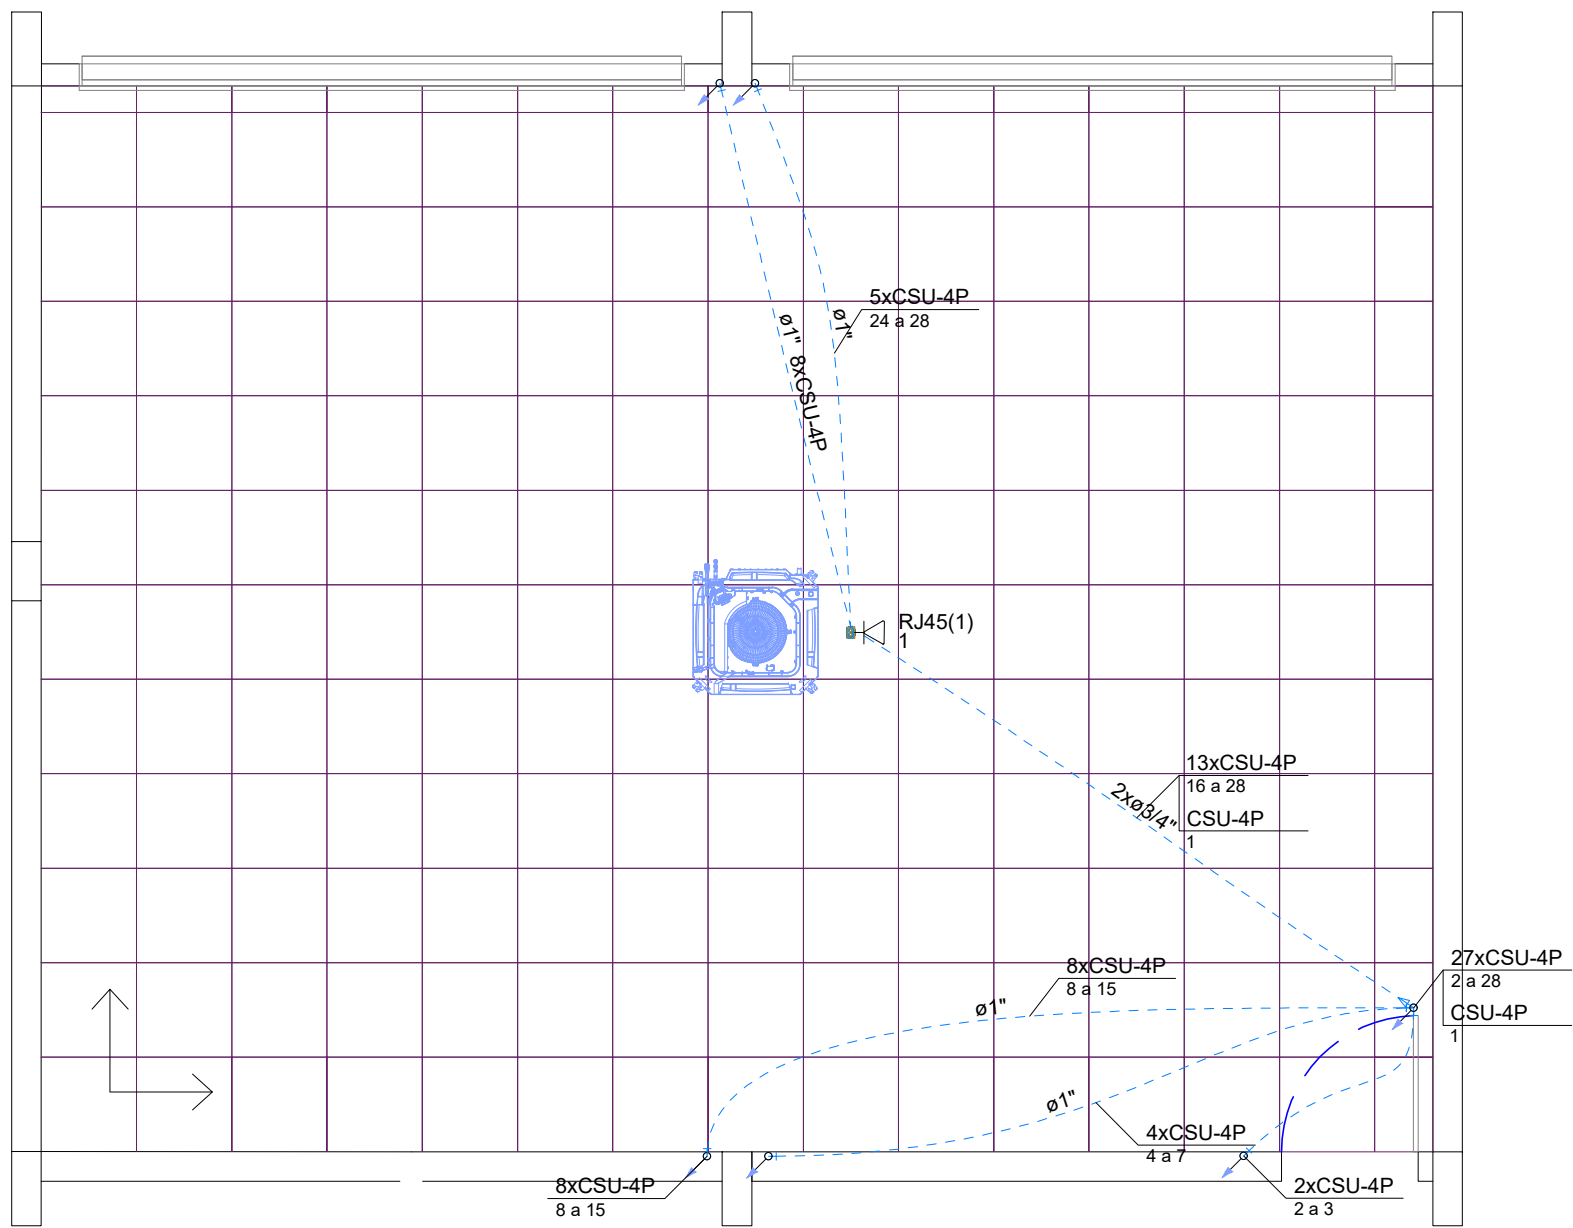 5xCSU-4P
24 a 28
ø1"
ø1" 8xCSU-4P
RJ45(1)
1
13xCSU-4P
16 a 28
2xø3/4"
CSU-4P
1
8xCSU-4P
8 a 15
27xCSU-4P
2 a 28
CSU-4P
1
ø1"
ø1"
4xCSU-4P
4 a 7
8xCSU-4P
8 a 15
2xCSU-4P
2 a 3